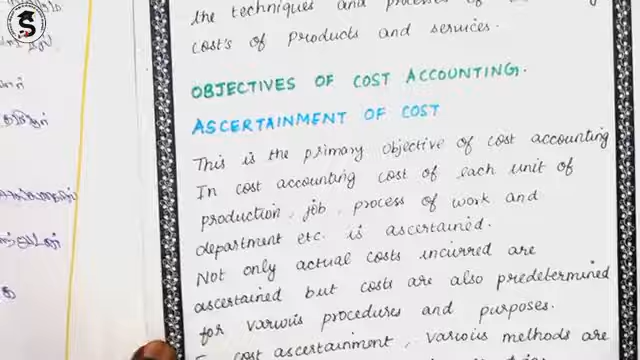 the techniques and processes of
cost's of products and services.
OBJECTIVES OF COST ACCOUNTING.
ASCERTAINMENT OF COST
This is the primary objective of cost accounting
In cost accounting cost of each unit of
production, job, process of work and
department etc. is ascertained.
Not only actual costs incurred are
ascertained but costs are also predetermined
for various procedures and purposes.
cost ascertainment, various methods are